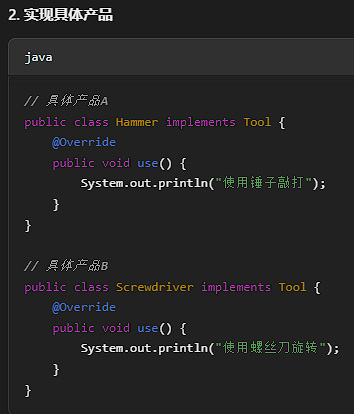 2. 实现具体产品
java
// 具体产品A
public class Hammer implements Tool {
    @Override
    public void use() {
        System.out.println("使用锤子敲打");
    }
}

// 具体产品B
public class Screwdriver implements Tool {
    @Override
    public void use() {
        System.out.println("使用螺丝刀旋转");
    }
}